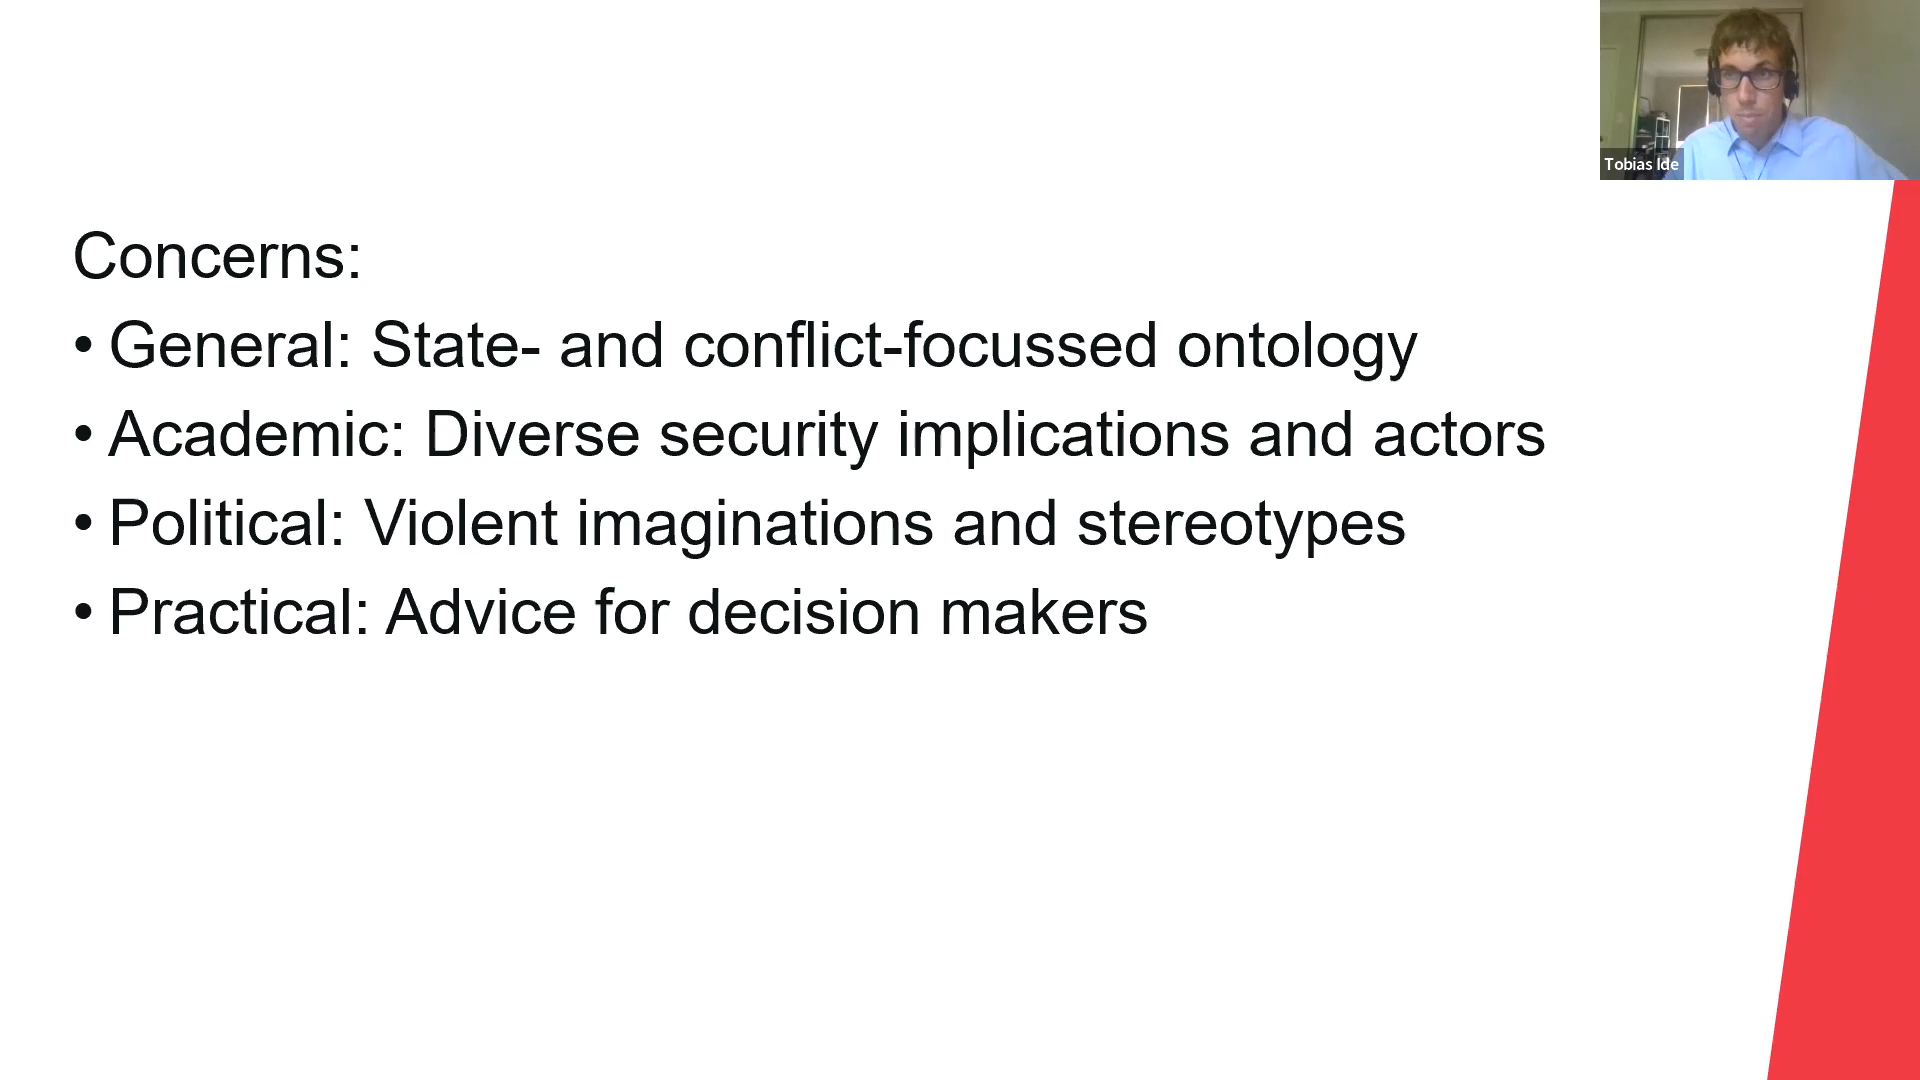 Tobias Ide
Concerns:
• General: State- and conflict-focussed ontology
• Academic: Diverse security implications and actors
• Political: Violent imaginations and stereotypes
• Practical: Advice for decision makers